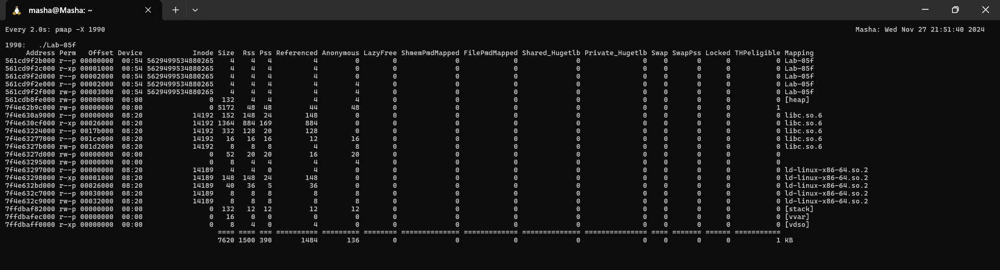 masha@Masha: ~
Every 2.0s: pmap -X 1990 Masha: Wed Nov 27 21:51:40 2024
1990: ./Lab-05f
Address Perm Offset Device Inode Size Rss Pss Referenced Anonymous LazyFree ShmemPmdMapped FilePmdMapped Shared_Hugetlb Private_Hugetlb Swap SwapPss Locked THPeligible Mapping
561cd9f2b000 r--p 00000000 00:54 5629499534880265 4 4 4 4 0 0 0 0 0 0 0 0 0 0 Lab-05f
561cd9f2c000 r-xp 00001000 00:54 5629499534880265 4 4 4 4 0 0 0 0 0 0 0 0 0 0 Lab-05f
561cd9f2d000 r--p 00002000 00:54 5629499534880265 4 4 4 4 0 0 0 0 0 0 0 0 0 0 Lab-05f
561cd9f2e000 r--p 00002000 00:54 5629499534880265 4 4 4 4 4 0 0 0 0 0 0 0 0 0 Lab-05f
561cd9f2f000 rw-p 00003000 00:54 5629499534880265 4 4 4 4 4 0 0 0 0 0 0 0 0 0 Lab-05f
561cdb8fe000 rw-p 00000000 00:00 0 132 4 4 4 4 0 0 0 0 0 0 0 0 0 [heap]
7f4e62b9c000 rw-p 00000000 00:00 0 5172 48 48 44 48 0 0 0 0 0 0 0 0 1
7f4e630a9000 r--p 00000000 08:20 14192 152 148 24 148 0 0 0 0 0 0 0 0 0 0 libc.so.6
7f4e630cf000 r-xp 00026000 08:20 14192 1364 884 169 884 0 0 0 0 0 0 0 0 0 0 libc.so.6
7f4e63224000 r--p 0017b000 08:20 14192 332 128 20 128 0 0 0 0 0 0 0 0 0 0 libc.so.6
7f4e63277000 r--p 001ce000 08:20 14192 16 16 16 12 16 0 0 0 0 0 0 0 0 0 libc.so.6
7f4e6327b000 rw-p 001d2000 08:20 14192 8 8 8 4 8 0 0 0 0 0 0 0 0 0 libc.so.6
7f4e6327d000 rw-p 00000000 00:00 0 52 20 20 16 20 0 0 0 0 0 0 0 0 0
7f4e63295000 rw-p 00000000 00:00 0 8 4 4 4 4 0 0 0 0 0 0 0 0 0
7f4e63297000 r--p 00000000 08:20 14189 4 4 0 4 0 0 0 0 0 0 0 0 0 0 ld-linux-x86-64.so.2
7f4e63298000 r-xp 00001000 08:20 14189 148 148 24 148 0 0 0 0 0 0 0 0 0 0 ld-linux-x86-64.so.2
7f4e632bd000 r--p 00026000 08:20 14189 40 36 5 36 0 0 0 0 0 0 0 0 0 0 ld-linux-x86-64.so.2
7f4e632c7000 r--p 00030000 08:20 14189 8 8 8 8 8 0 0 0 0 0 0 0 0 0 ld-linux-x86-64.so.2
7f4e632c9000 rw-p 00032000 08:20 14189 8 8 8 8 8 0 0 0 0 0 0 0 0 0 ld-linux-x86-64.so.2
7ffdbaf82000 rw-p 00000000 00:00 0 132 12 12 12 12 0 0 0 0 0 0 0 0 0 [stack]
7ffdbafec000 r--p 00000000 00:00 0 16 0 0 0 0 0 0 0 0 0 0 0 0 0 [vvar]
7ffdbaff0000 r-xp 00000000 00:00 0 8 4 0 4 0 0 0 0 0 0 0 0 0 0 [vdso]
==== ==== === ========== ========= ======== ============== ============= ============== =============== ==== ======= ====== ===========
7620 1500 390 1484 136 0 0 0 0 0 0 0 0 1 KB